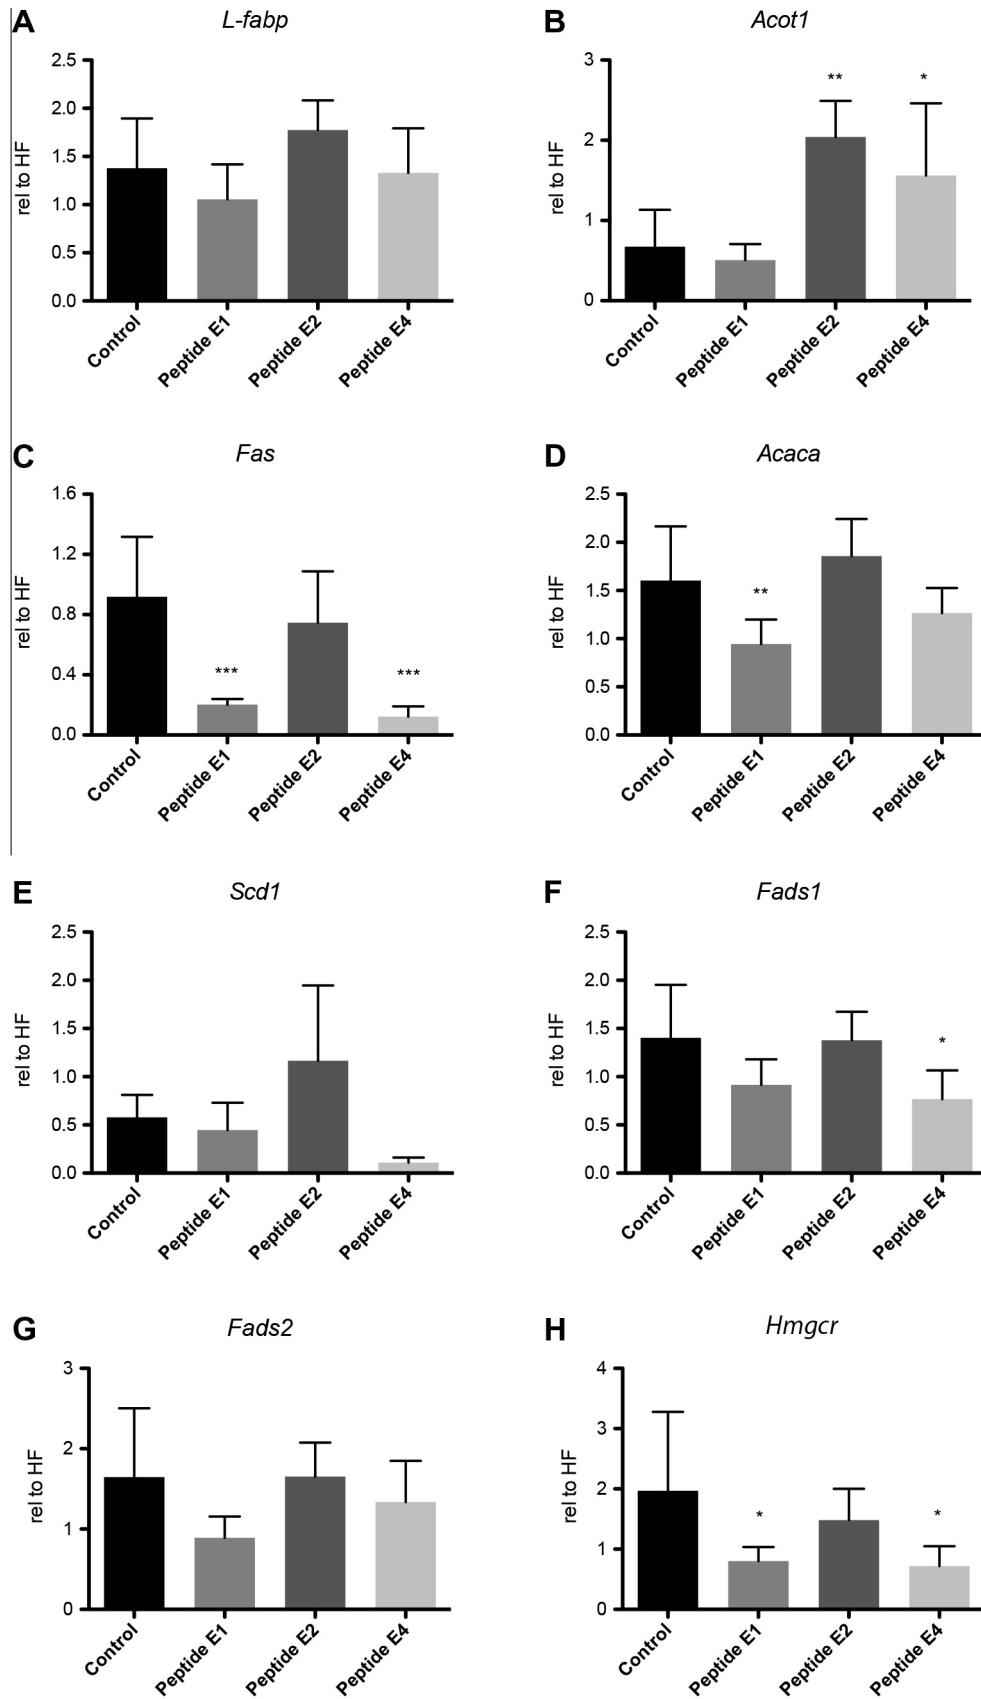 A
L-fabp
rel to HF
2.5
2.0
1.5
1.0
0.5
0.0
Control
Peptide E1
Peptide E2
Peptide E4
B
Acot1
rel to HF
3
2
1
0
**
*
Control
Peptide E1
Peptide E2
Peptide E4
C
Fas
rel to HF
1.6
1.2
0.8
0.4
0.0
***
***
Control
Peptide E1
Peptide E2
Peptide E4
D
Acaca
rel to HF
2.5
2.0
1.5
1.0
0.5
0.0
**
Control
Peptide E1
Peptide E2
Peptide E4
E
Scd1
rel to HF
2.5
2.0
1.5
1.0
0.5
0.0
Control
Peptide E1
Peptide E2
Peptide E4
F
Fads1
rel to HF
2.5
2.0
1.5
1.0
0.5
0.0
*
Control
Peptide E1
Peptide E2
Peptide E4
G
Fads2
rel to HF
3
2
1
0
Control
Peptide E1
Peptide E2
Peptide E4
H
Hmgcr
rel to HF
4
3
2
1
0
*
*
Control
Peptide E1
Peptide E2
Peptide E4